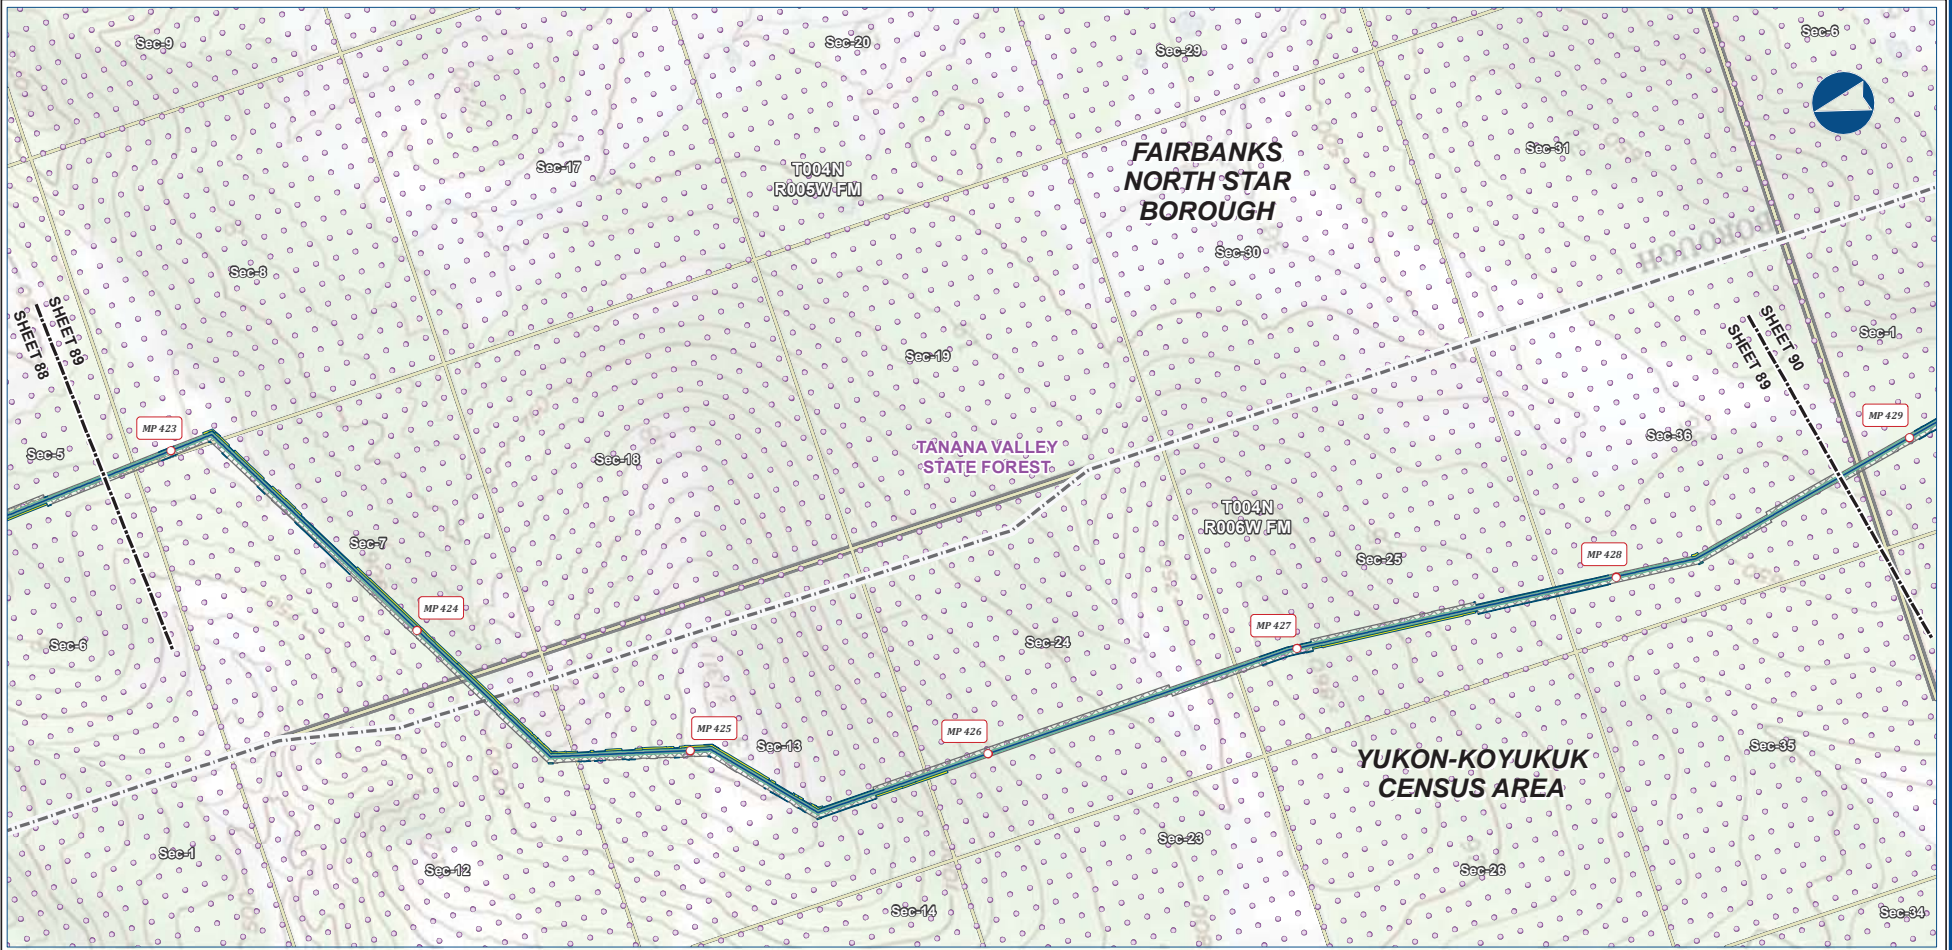 Sec-9
Sec-20
Sec-29
Sec-6
Sec-17
T004N
R005W FM
FAIRBANKS
NORTH STAR
BOROUGH
Sec-31
Sec-8
Sec-30
BOROUGH
SHEET 89
SHEET 88
Sec-19
SHEET 90
SHEET 89
Sec-1
MP 423
MP 429
Sec-5
Sec-18
TANANA VALLEY
STATE FOREST
Sec-36
T004N
R006W FM
Sec-7
Sec-25
MP 428
MP 424
Sec-6
Sec-24
MP 427
MP 425
Sec-13
MP 426
YUKON-KOYUKUK
CENSUS AREA
Sec-35
Sec-1
Sec-12
Sec-23
Sec-26
Sec-14
Sec-34